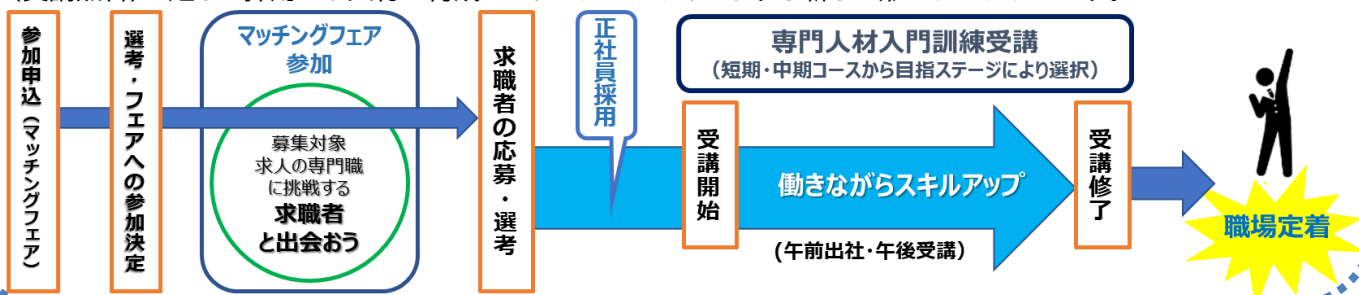 参加申込（マッチングフェア）
選考・フェアへの参加決定
マッチングフェア
参加
募集対象
求人の専門職
に挑戦する
求職者
と出会おう
求職者の応募・選考
正社員採用
専門人材入門訓練受講
（短期・中期コースから目指ステージにより選択）
受講開始
働きながらスキルアップ
(午前出社・午後受講）
受講修了
職場定着